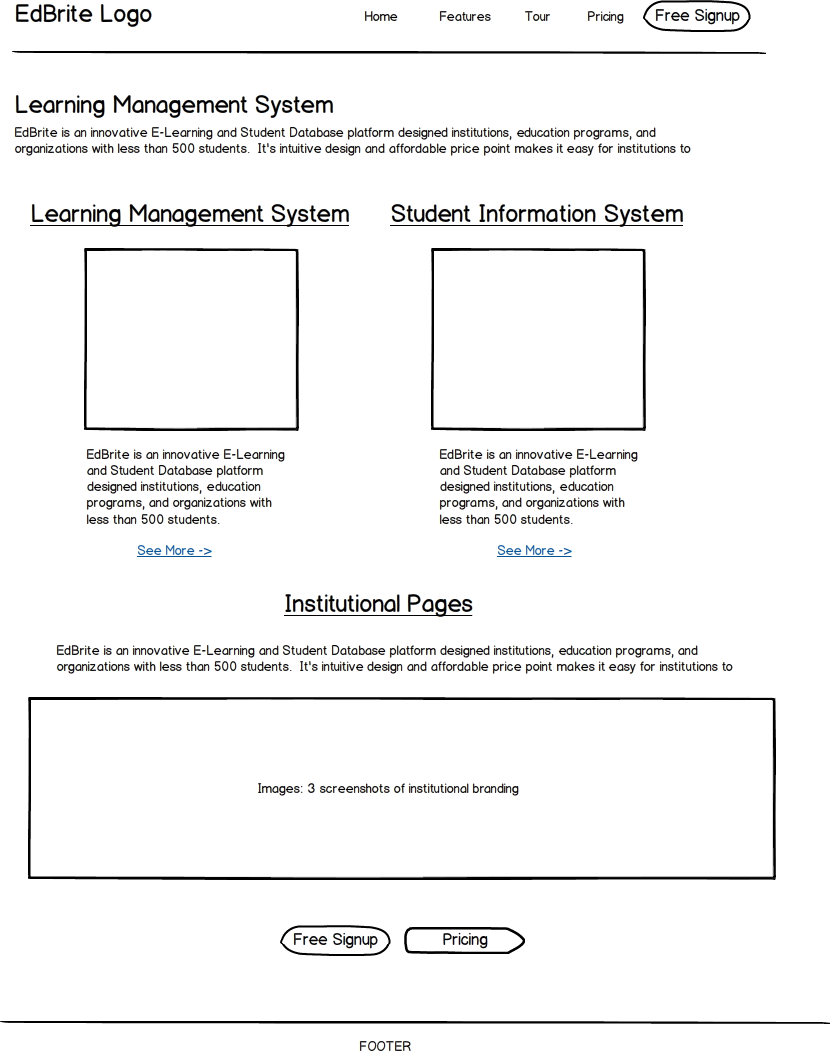 EdBrite Logo
Home Features Tour Pricing Free Signup
Learning Management System
EdBrite is an innovative E-Learning and Student Database platform designed institutions, education programs, and
organizations with less than 500 students. It's intuitive design and affordable price point makes it easy for institutions to
Learning Management System
EdBrite is an innovative E-Learning
and Student Database platform
designed institutions, education
programs, and organizations with
less than 500 students.
See More ->
Student Information System
EdBrite is an innovative E-Learning
and Student Database platform
designed institutions, education
programs, and organizations with
less than 500 students.
See More ->
Institutional Pages
EdBrite is an innovative E-Learning and Student Database platform designed institutions, education programs, and
organizations with less than 500 students. It's intuitive design and affordable price point makes it easy for institutions to
Images: 3 screenshots of institutional branding
Free Signup
Pricing
FOOTER